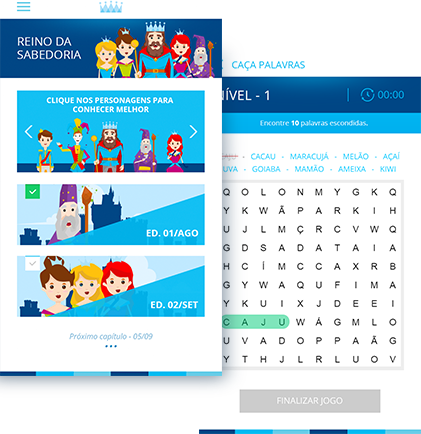 REINO DA
SABEDORIA
CLIQUE NOS PERSONAGENS PARA
CONHECER MELHOR
ED. 01/AGO
ED. 02/SET
Próximo capítulo - 05/09
CAÇA PALAVRAS
NÍVEL - 1
00:00
Encontre 10 palavras escondidas.
- CACAU - MARACUJÁ - MELÃO - AÇAÍ
UVA - GOIABA - MAMÃO - AMEIXA - KIWI
Q O L O N M Y G K Q
Y K W Ã P A R K I H
U J L M Ç R C V W Q
G D S A D A T A I A
H C Í M C C A X R B
G Y W A Q U F I M A
Y K U I X J D E E I
C A J U W Á G M L O
U V A D O P P A Ã G
Y T H J L R L U O V
FINALIZAR JOGO